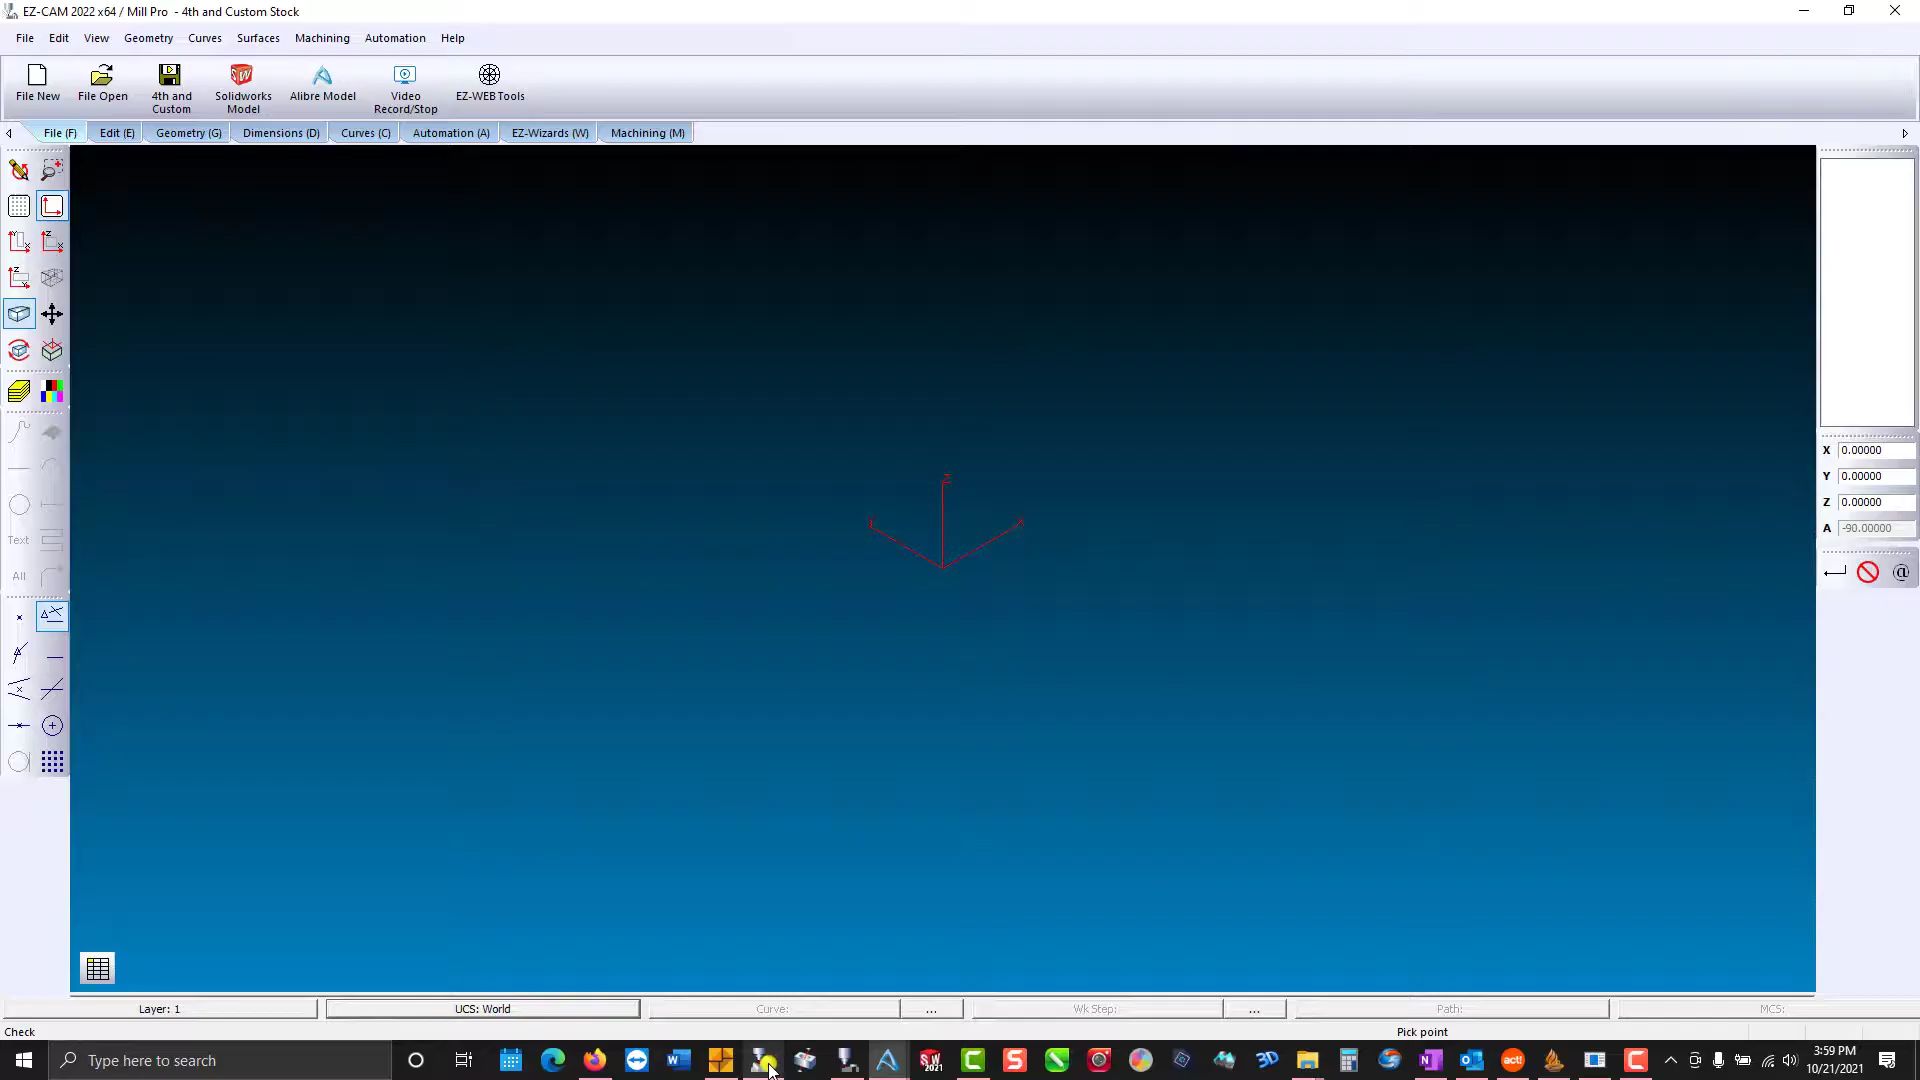 EZ-CAM 2022 x64 / Mill Pro  - 4th and Custom Stock
File Edit View Geometry Curves Surfaces Machining Automation Help
File New File Open 4th and Custom Solidworks Model Alibre Model Video Record/Stop EZ-WEB Tools
File (F) Edit (E) Geometry (G) Dimensions (D) Curves (C) Automation (A) EZ-Wizards (W) Machining (M)
X 0.00000
Y 0.00000
Z 0.00000
A -90.00000
@
Text
All
Z
X
Layer: 1 UCS: World Curve: ... Wk Step: ... Path: MCS:
Check Pick point
Type here to search
SW 2021
3D
act!
3:59 PM
10/21/2021